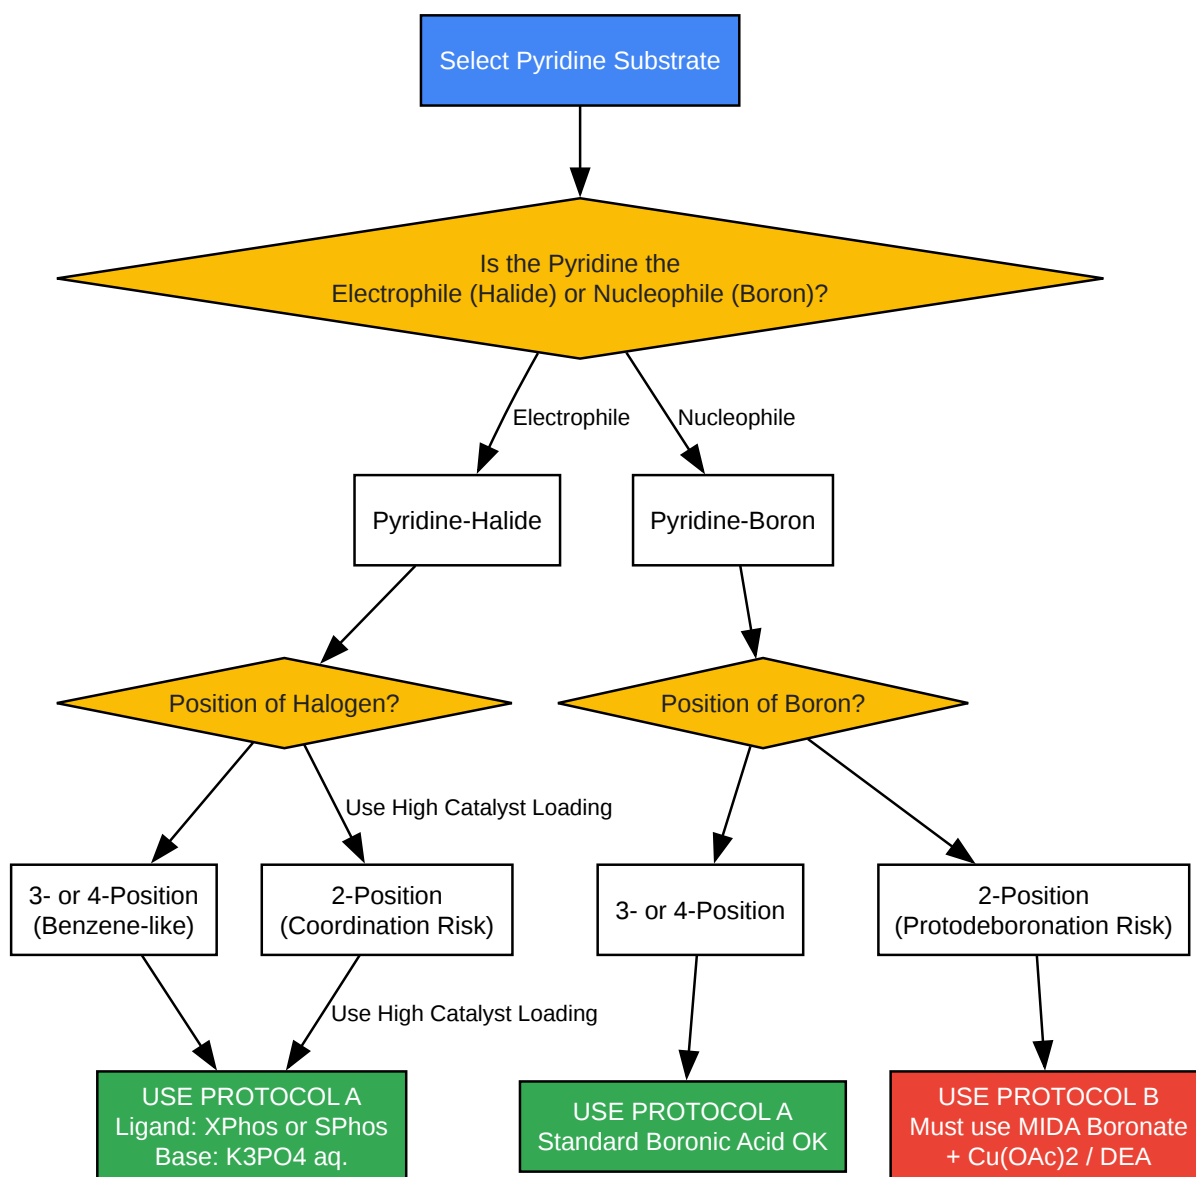 Select Pyridine Substrate
Is the Pyridine the
Electrophile (Halide) or Nucleophile (Boron)?
Electrophile
Nucleophile
Pyridine-Halide
Pyridine-Boron
Position of Halogen?
Position of Boron?
Use High Catalyst Loading
3- or 4-Position
(Benzene-like)
2-Position
(Coordination Risk)
3- or 4-Position
2-Position
(Protodeboronation Risk)
Use High Catalyst Loading
USE PROTOCOL A
Ligand: XPhos or SPhos
Base: K3PO4 aq.
USE PROTOCOL A
Standard Boronic Acid OK
USE PROTOCOL B
Must use MIDA Boronate
+ Cu(OAc)2 / DEA